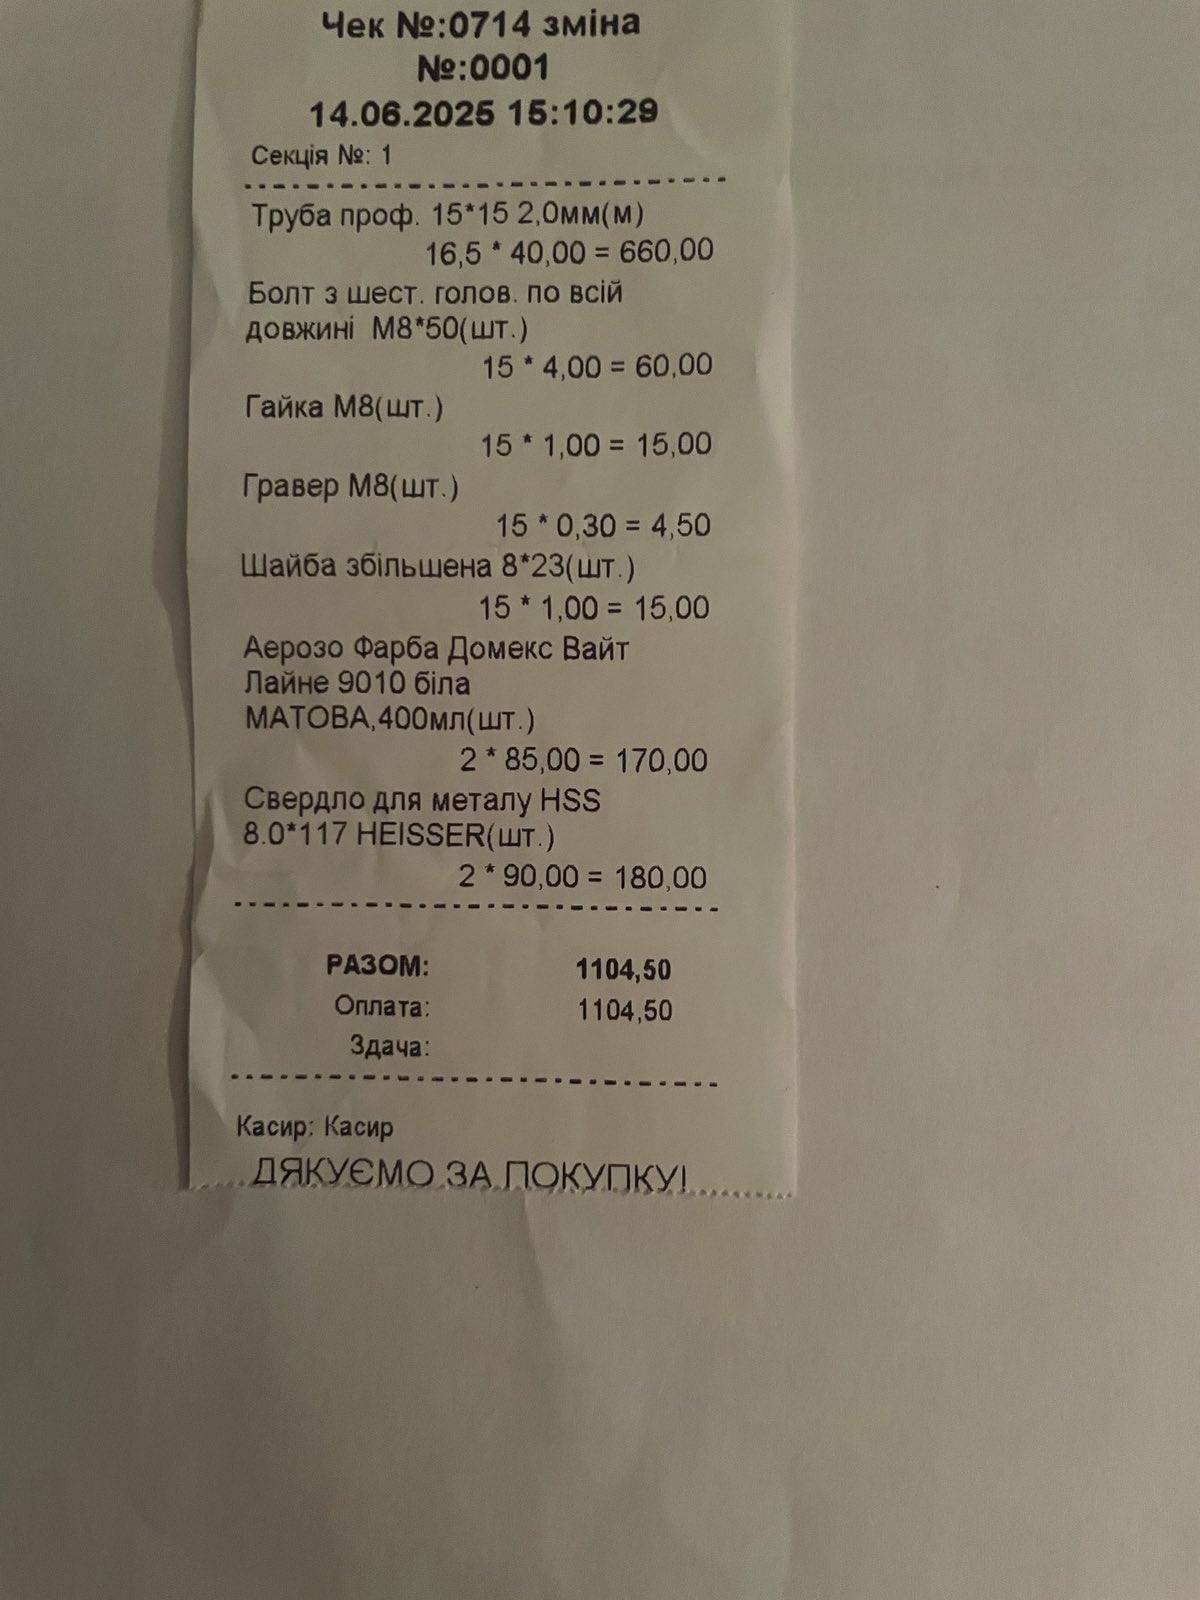 Чек №:0714 зміна
№:0001
14.06.2025 15:10:29
Секція №: 1
Труба проф. 15*15 2,0мм(м)
16,5 * 40,00 = 660,00
Болт з шест. голов. по всій
довжині М8*50(шт.)
15 * 4,00 = 60,00
Гайка М8(шт.)
15 * 1,00 = 15,00
Гравер М8(шт.)
15 * 0,30 = 4,50
Шайба збільшена 8*23(шт.)
15 * 1,00 = 15,00
Аерозо Фарба Домекс Вайт
Лайне 9010 біла
МАТОВА,400мл(шт.)
2 * 85,00 = 170,00
Свердло для металу HSS
8.0*117 HEISSER(шт.)
2 * 90,00 = 180,00
РАЗОМ: 1104,50
Оплата: 1104,50
Здача:
Касир: Касир
ДЯКУЄМО ЗА ПОКУПКУ!